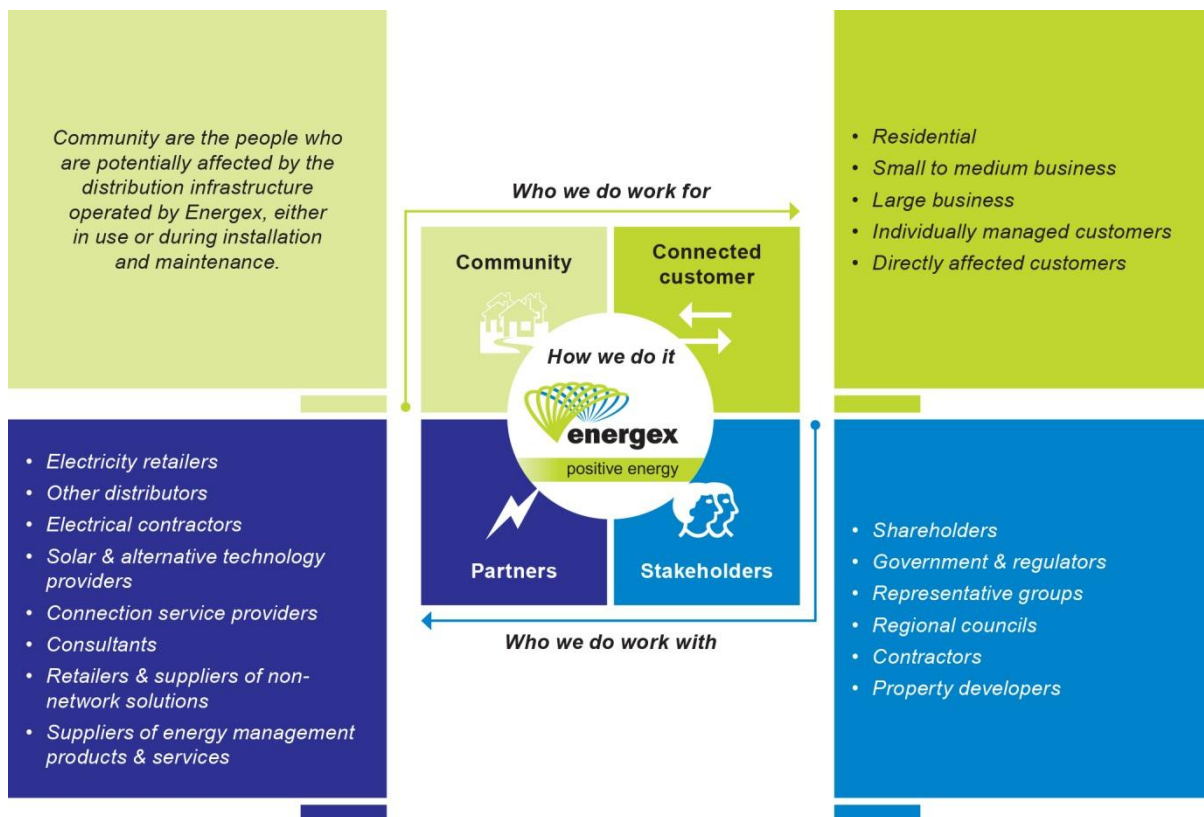 Community are the people who
are potentially affected by the
distribution infrastructure
operated by Energex, either
in use or during installation
and maintenance.
Who we do work for
Community
Connected
customer
• Residential
• Small to medium business
• Large business
• Individually managed customers
• Directly affected customers
How we do it
energex
positive energy
• Electricity retailers
• Other distributors
• Electrical contractors
• Solar & alternative technology
providers
• Connection service providers
• Consultants
• Retailers & suppliers of non-
network solutions
• Suppliers of energy management
products & services
Partners
Stakeholders
Who we do work with
• Shareholders
• Government & regulators
• Representative groups
• Regional councils
• Contractors
• Property developers